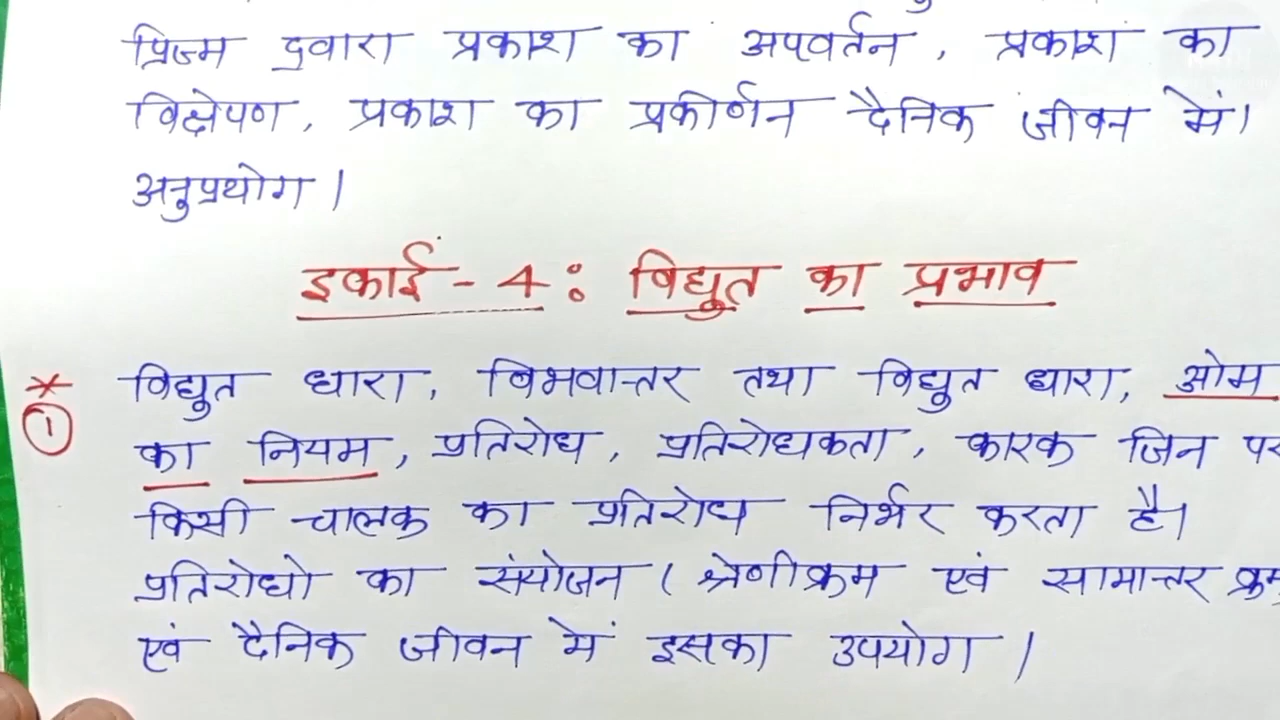 प्रिज्म द्वारा प्रकाश का अपवर्तन, प्रकाश का
विक्षेपण, प्रकाश का प्रकीर्णन दैनिक जीवन में।
अनुप्रयोग।
इकाई - 4 : विद्युत का प्रभाव
* विद्युत धारा, विभवान्तर तथा विद्युत धारा, ओम
① का नियम, प्रतिरोध, प्रतिरोधकता, कारक जिन पर
किसी चालक का प्रतिरोध निर्भर करता है।
प्रतिरोधो का संयोजन ( श्रेणीक्रम एवं सामान्तर क्रम
एवं दैनिक जीवन में इसका उपयोग।